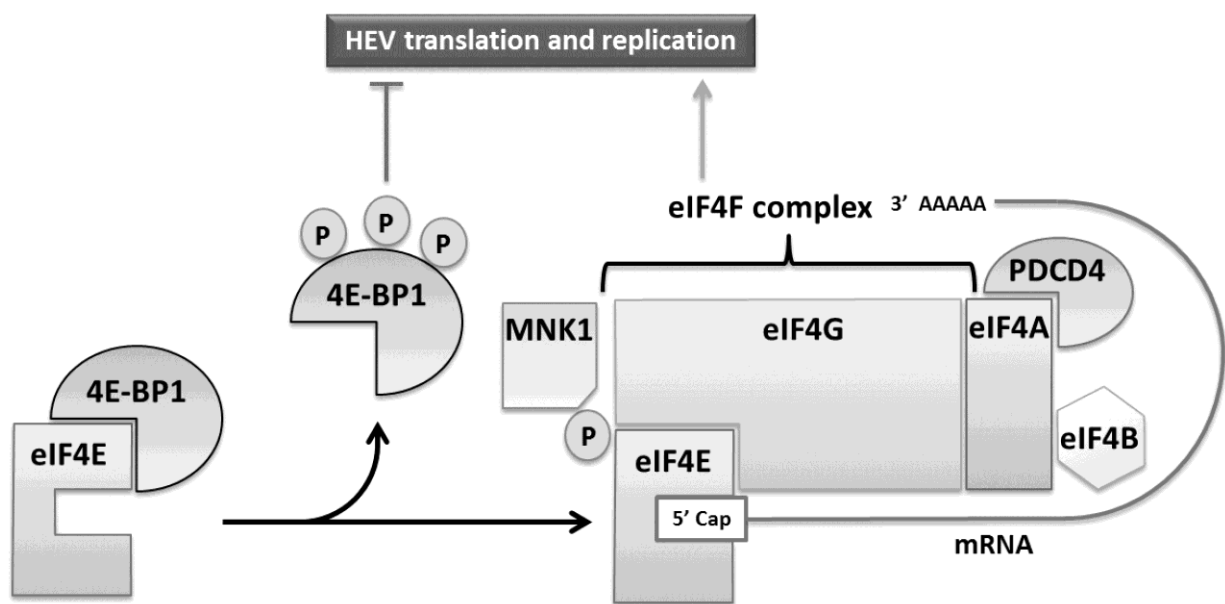 HEV translation and replication
eIF4F complex
3’ AAAAA
P
P
P
4E-BP1
PDCD4
MNK1
eIF4G
eIF4A
4E-BP1
eIF4E
P
eIF4E
eIF4B
5’ Cap
mRNA